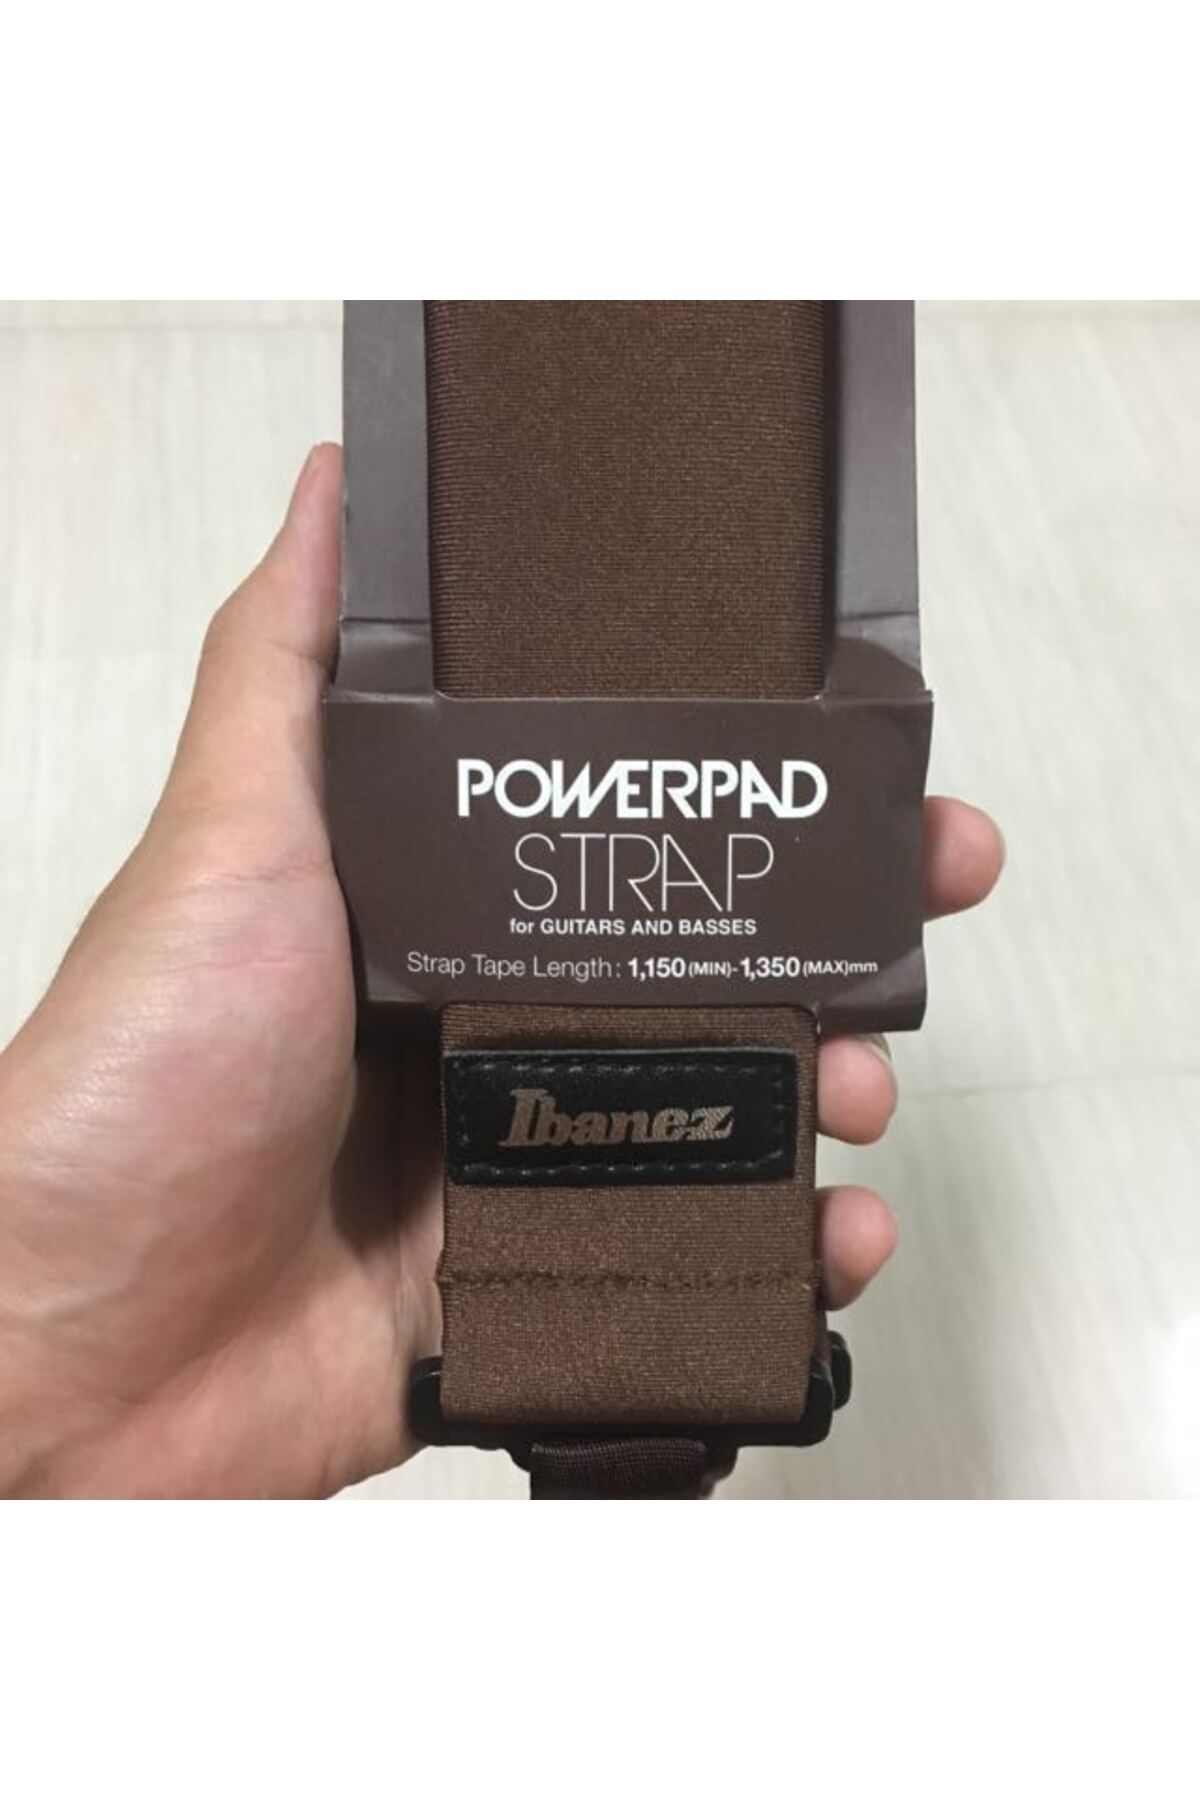 POWERPAD
STRAP
for GUITARS AND BASSES
Strap Tape Length: 1,150 (MIN)- 1,350 (MAX)mm
Ibanez